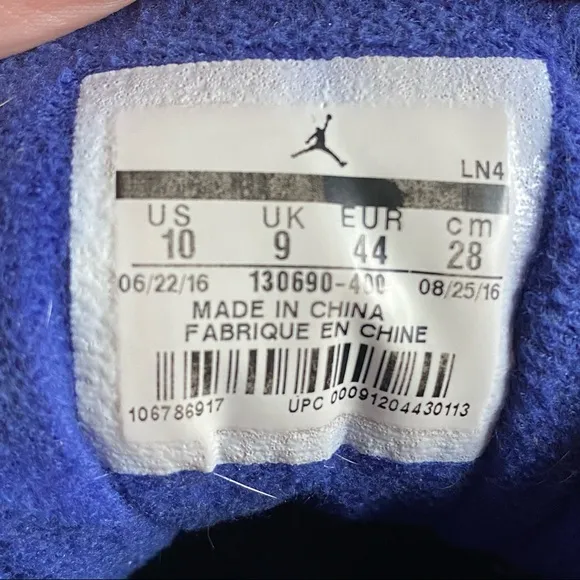 LN4
US UK EUR cm
10 9 44 28
06/22/16 130690-400 08/25/16
MADE IN CHINA
FABRIQUE EN CHINE
106786917 UPC 00091204430113